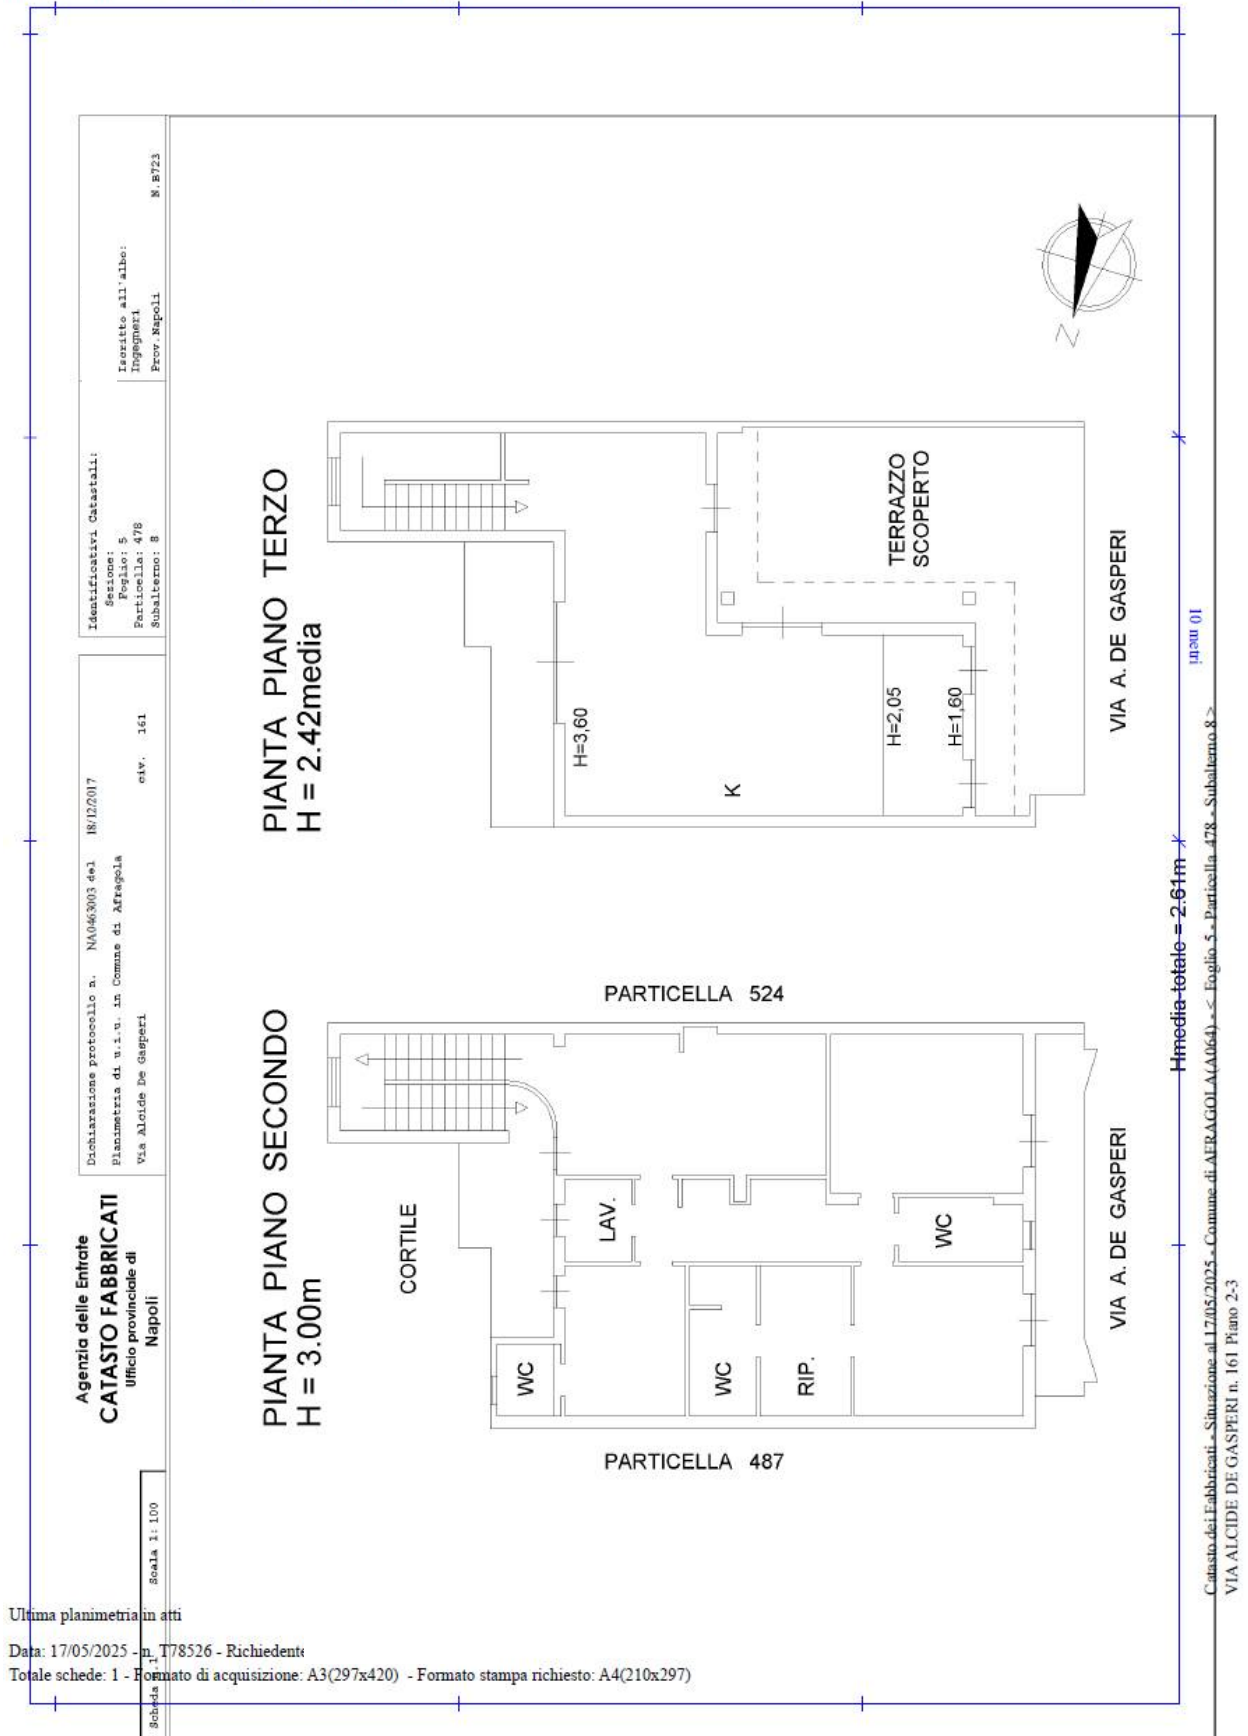 Agenzia delle Entrate
CATASTO FABBRICATI
Ufficio provinciale di
Napoli
Dichiarazione protocollo n. NA0463003 del 18/12/2017
Planimetria di u.i.u. in Comune di Afragola
Via Alcide De Gasperi civ. 161
Identificativi Catastali:
Sezione:
Foglio: 5
Particella: 478
Subalterno: 8
Iscritto all'albo:
Ingegneri
Prov. Napoli N. B723
Scheda n. 1 Scala 1: 100
PIANTA PIANO SECONDO
H = 3.00m
CORTILE
PARTICELLA 524
LAV.
WC
WC
WC
RIP.
PARTICELLA 487
VIA A. DE GASPERI
PIANTA PIANO TERZO
H = 2.42media
H=3,60
K
H=2,05
H=1,60
TERRAZZO
SCOPERTO
VIA A. DE GASPERI
N
Hmedia totale = 2.61m
10 metri
Catasto dei Fabbricati - Situazione al 17/05/2025 - Comune di AFRAGOLA(A064) - < Foglio 5 - Particella 478 - Subalterno 8 >
VIA ALCIDE DE GASPERI n. 161 Piano 2-3
Ultima planimetria in atti
Data: 17/05/2025 - n. T78526 - Richiedente
Totale schede: 1 - Formato di acquisizione: A3(297x420) - Formato stampa richiesto: A4(210x297)